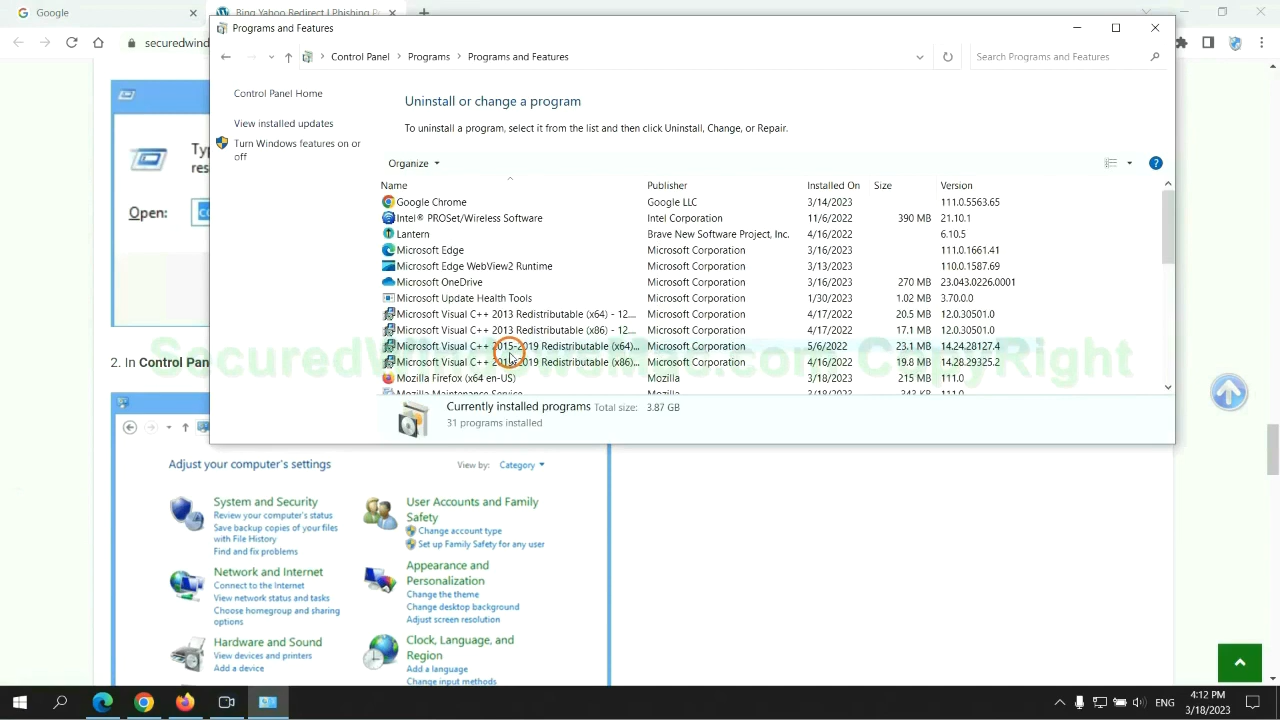 Google
Bing Yahoo Redirect | Phishing P
securedwind
Programs and Features
Control Panel
Programs
Programs and Features
Search Programs and Features
Control Panel Home
View installed updates
Turn Windows features on or
off
Uninstall or change a program
To uninstall a program, select it from the list and then click Uninstall, Change, or Repair.
Organize
Name Publisher Installed On Size Version
Google Chrome Google LLC 3/14/2023 111.0.5563.65
Intel® PROSet/Wireless Software Intel Corporation 11/6/2022 390 MB 21.10.1
Lantern Brave New Software Project, Inc. 4/16/2022 6.10.5
Microsoft Edge Microsoft Corporation 3/16/2023 111.0.1661.41
Microsoft Edge WebView2 Runtime Microsoft Corporation 3/13/2023 110.0.1587.69
Microsoft OneDrive Microsoft Corporation 3/16/2023 270 MB 23.043.0226.0001
Microsoft Update Health Tools Microsoft Corporation 1/30/2023 1.02 MB 3.70.0.0
Microsoft Visual C++ 2013 Redistributable (x64) - 12.... Microsoft Corporation 4/17/2022 20.5 MB 12.0.30501.0
Microsoft Visual C++ 2013 Redistributable (x86) - 12.... Microsoft Corporation 4/17/2022 17.1 MB 12.0.30501.0
Microsoft Visual C++ 2015-2019 Redistributable (x64)... Microsoft Corporation 5/6/2022 23.1 MB 14.24.28127.4
Microsoft Visual C++ 2015-2019 Redistributable (x86)... Microsoft Corporation 4/16/2022 19.8 MB 14.28.29325.2
Mozilla Firefox (x64 en-US) Mozilla 3/18/2023 215 MB 111.0
Mozilla Maintenance Service Mozilla 3/18/2023 343 KB 111.0
Currently installed programs Total size: 3.87 GB
31 programs installed
Ty
res
Open:
2. In Control Pan
Adjust your computer's settings
View by: Category
System and Security
Review your computer's status
Save backup copies of your files
with File History
Find and fix problems
Network and Internet
Connect to the Internet
View network status and tasks
Choose homegroup and sharing
options
Hardware and Sound
View devices and printers
Add a device
User Accounts and Family
Safety
Change account type
Set up Family Safety for any user
Appearance and
Personalization
Change the theme
Change desktop background
Adjust screen resolution
Clock, Language, and
Region
Add a language
Change input methods
ENG
4:12 PM
3/18/2023